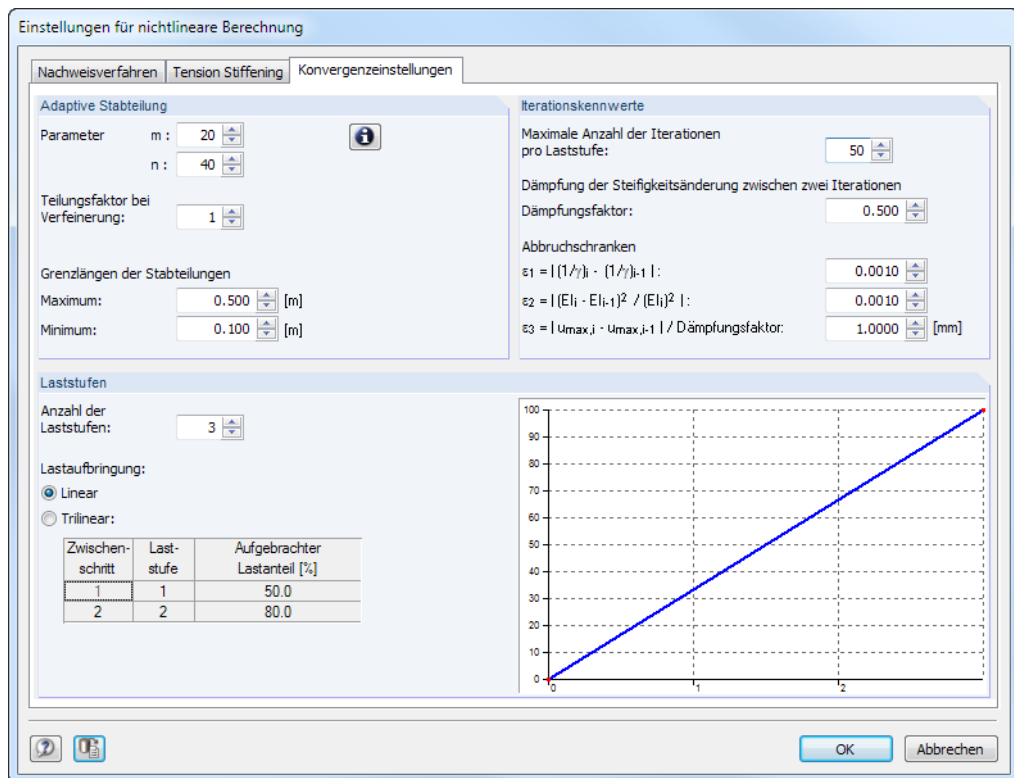 Einstellungen für nichtlineare Berechnung
Nachweisverfahren Tension Stiffening Konvergenzeinstellungen
Adaptive Stabteilung
Parameter m : 20
n : 40
Teilungsfaktor bei
Verfeinerung: 1
Grenzlängen der Stabteilungen
Maximum: 0.500 [m]
Minimum: 0.100 [m]
Iterationskennwerte
Maximale Anzahl der Iterationen
pro Laststufe: 50
Dämpfung der Steifigkeitsänderung zwischen zwei Iterationen
Dämpfungsfaktor: 0.500
Abbruchschranken
ε1 = | (1/γ)i - (1/γ)i-1 | : 0.0010
ε2 = | (EIi - EIi-1)² / (EIi)² | : 0.0010
ε3 = | umax,i - umax,i-1 | / Dämpfungsfaktor: 1.0000 [mm]
Laststufen
Anzahl der
Laststufen: 3
Lastaufbringung:
Linear
Trilinear:
Zwischen- Last- Aufgebrachter
schritt stufe Lastanteil [%]
1 1 50.0
2 2 80.0
100
90
80
70
60
50
40
30
20
10
0
0 1 2
OK Abbrechen